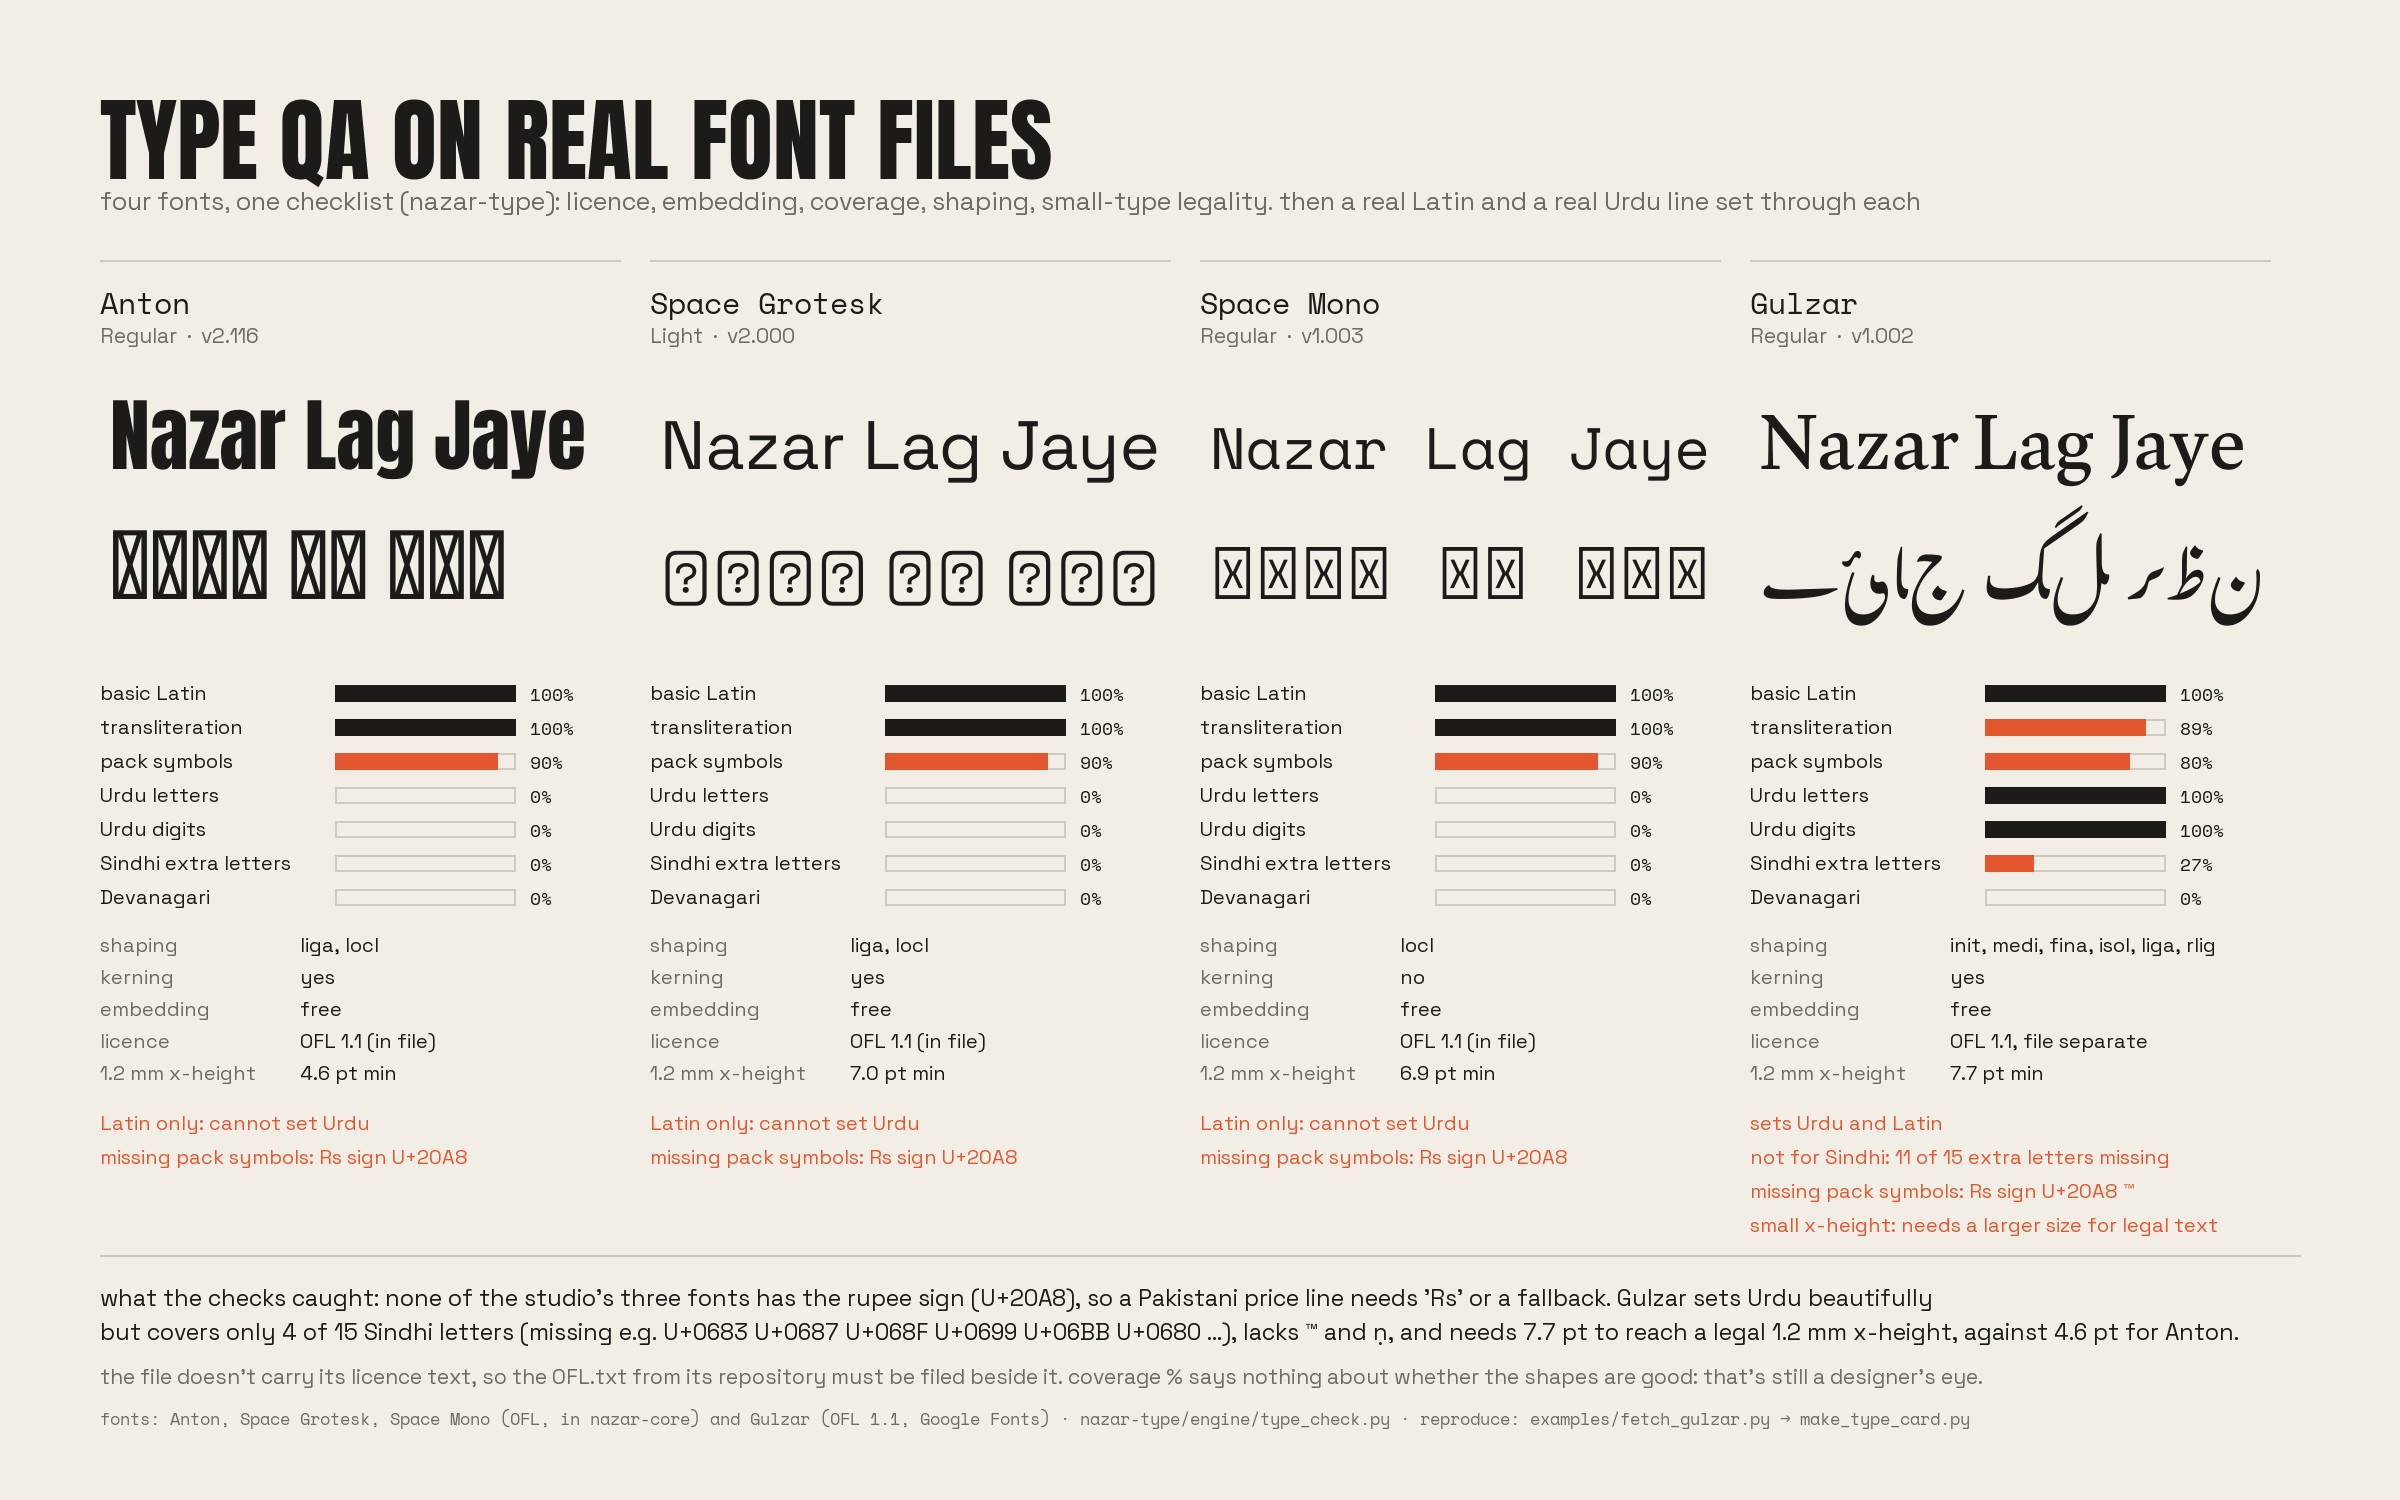 TYPE QA ON REAL FONT FILES
four fonts, one checklist (nazar-type): licence, embedding, coverage, shaping, small-type legality. then a real Latin and a real Urdu line set through each
Anton
Regular · v2.116
Nazar Lag Jaye
basic Latin 100%
transliteration 100%
pack symbols 90%
Urdu letters 0%
Urdu digits 0%
Sindhi extra letters 0%
Devanagari 0%
shaping liga, locl
kerning yes
embedding free
licence OFL 1.1 (in file)
1.2 mm x-height 4.6 pt min
Latin only: cannot set Urdu
missing pack symbols: Rs sign U+20A8
Space Grotesk
Light · v2.000
Nazar Lag Jaye
basic Latin 100%
transliteration 100%
pack symbols 90%
Urdu letters 0%
Urdu digits 0%
Sindhi extra letters 0%
Devanagari 0%
shaping liga, locl
kerning yes
embedding free
licence OFL 1.1 (in file)
1.2 mm x-height 7.0 pt min
Latin only: cannot set Urdu
missing pack symbols: Rs sign U+20A8
Space Mono
Regular · v1.003
Nazar Lag Jaye
basic Latin 100%
transliteration 100%
pack symbols 90%
Urdu letters 0%
Urdu digits 0%
Sindhi extra letters 0%
Devanagari 0%
shaping locl
kerning no
embedding free
licence OFL 1.1 (in file)
1.2 mm x-height 6.9 pt min
Latin only: cannot set Urdu
missing pack symbols: Rs sign U+20A8
Gulzar
Regular · v1.002
Nazar Lag Jaye
نظر لگ جائے
basic Latin 100%
transliteration 89%
pack symbols 80%
Urdu letters 100%
Urdu digits 100%
Sindhi extra letters 27%
Devanagari 0%
shaping init, medi, fina, isol, liga, rlig
kerning yes
embedding free
licence OFL 1.1, file separate
1.2 mm x-height 7.7 pt min
sets Urdu and Latin
not for Sindhi: 11 of 15 extra letters missing
missing pack symbols: Rs sign U+20A8 ™
small x-height: needs a larger size for legal text
what the checks caught: none of the studio’s three fonts has the rupee sign (U+20A8), so a Pakistani price line needs ’Rs’ or a fallback. Gulzar sets Urdu beautifully
but covers only 4 of 15 Sindhi letters (missing e.g. U+0683 U+0687 U+068F U+0699 U+06BB U+0680 ...), lacks ™ and ṇ, and needs 7.7 pt to reach a legal 1.2 mm x-height, against 4.6 pt for Anton.
the file doesn’t carry its licence text, so the OFL.txt from its repository must be filed beside it. coverage % says nothing about whether the shapes are good: that’s still a designer’s eye.
fonts: Anton, Space Grotesk, Space Mono (OFL, in nazar-core) and Gulzar (OFL 1.1, Google Fonts) · nazar-type/engine/type_check.py · reproduce: examples/fetch_gulzar.py → make_type_card.py